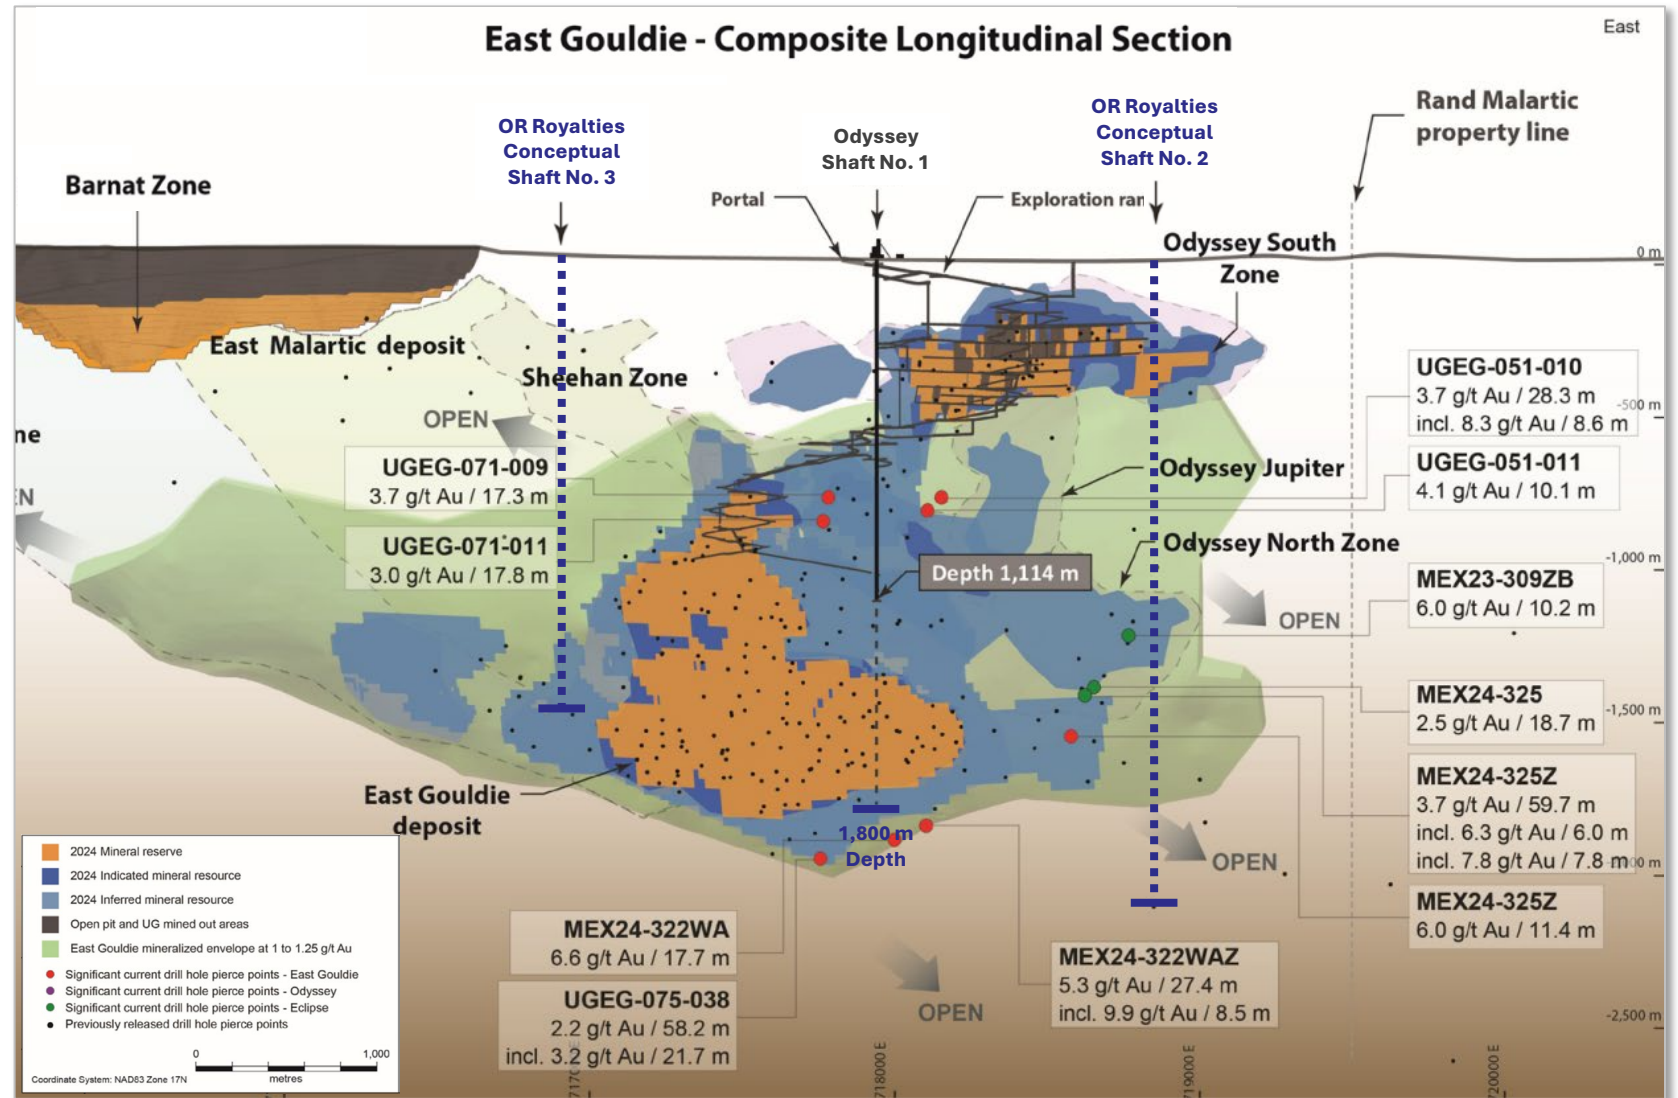 East Gouldie - Composite Longitudinal Section
East
OR Royalties
Conceptual
Shaft No. 3
Odyssey
Shaft No. 1
OR Royalties
Conceptual
Shaft No. 2
Rand Malartic
property line
Barnat Zone
Portal
Exploration ran
Odyssey South
Zone
0 m
East Malartic deposit
Sheehan Zone
OPEN
UGEG-051-010
3.7 g/t Au / 28.3 m
incl. 8.3 g/t Au / 8.6 m
-500 m
ne
UGEG-071-009
3.7 g/t Au / 17.3 m
Odyssey Jupiter
UGEG-051-011
4.1 g/t Au / 10.1 m
EN
UGEG-071-011
3.0 g/t Au / 17.8 m
Odyssey North Zone
-1,000 m
Depth 1,114 m
MEX23-309ZB
6.0 g/t Au / 10.2 m
OPEN
MEX24-325
2.5 g/t Au / 18.7 m
-1,500 m
East Gouldie
deposit
MEX24-325Z
3.7 g/t Au / 59.7 m
incl. 6.3 g/t Au / 6.0 m
incl. 7.8 g/t Au / 7.8 m
1,800 m
Depth
OPEN
MEX24-325Z
6.0 g/t Au / 11.4 m
MEX24-322WA
6.6 g/t Au / 17.7 m
UGEG-075-038
2.2 g/t Au / 58.2 m
incl. 3.2 g/t Au / 21.7 m
OPEN
MEX24-322WAZ
5.3 g/t Au / 27.4 m
incl. 9.9 g/t Au / 8.5 m
-2,500 m
718000 E
719000 E
2024 Mineral reserve
2024 Indicated mineral resource
2024 Inferred mineral resource
Open pit and UG mined out areas
East Gouldie mineralized envelope at 1 to 1.25 g/t Au
Significant current drill hole pierce points - East Gouldie
Significant current drill hole pierce points - Odyssey
Significant current drill hole pierce points - Eclipse
Previously released drill hole pierce points
0 1,000
metres
Coordinate System: NAD83 Zone 17N